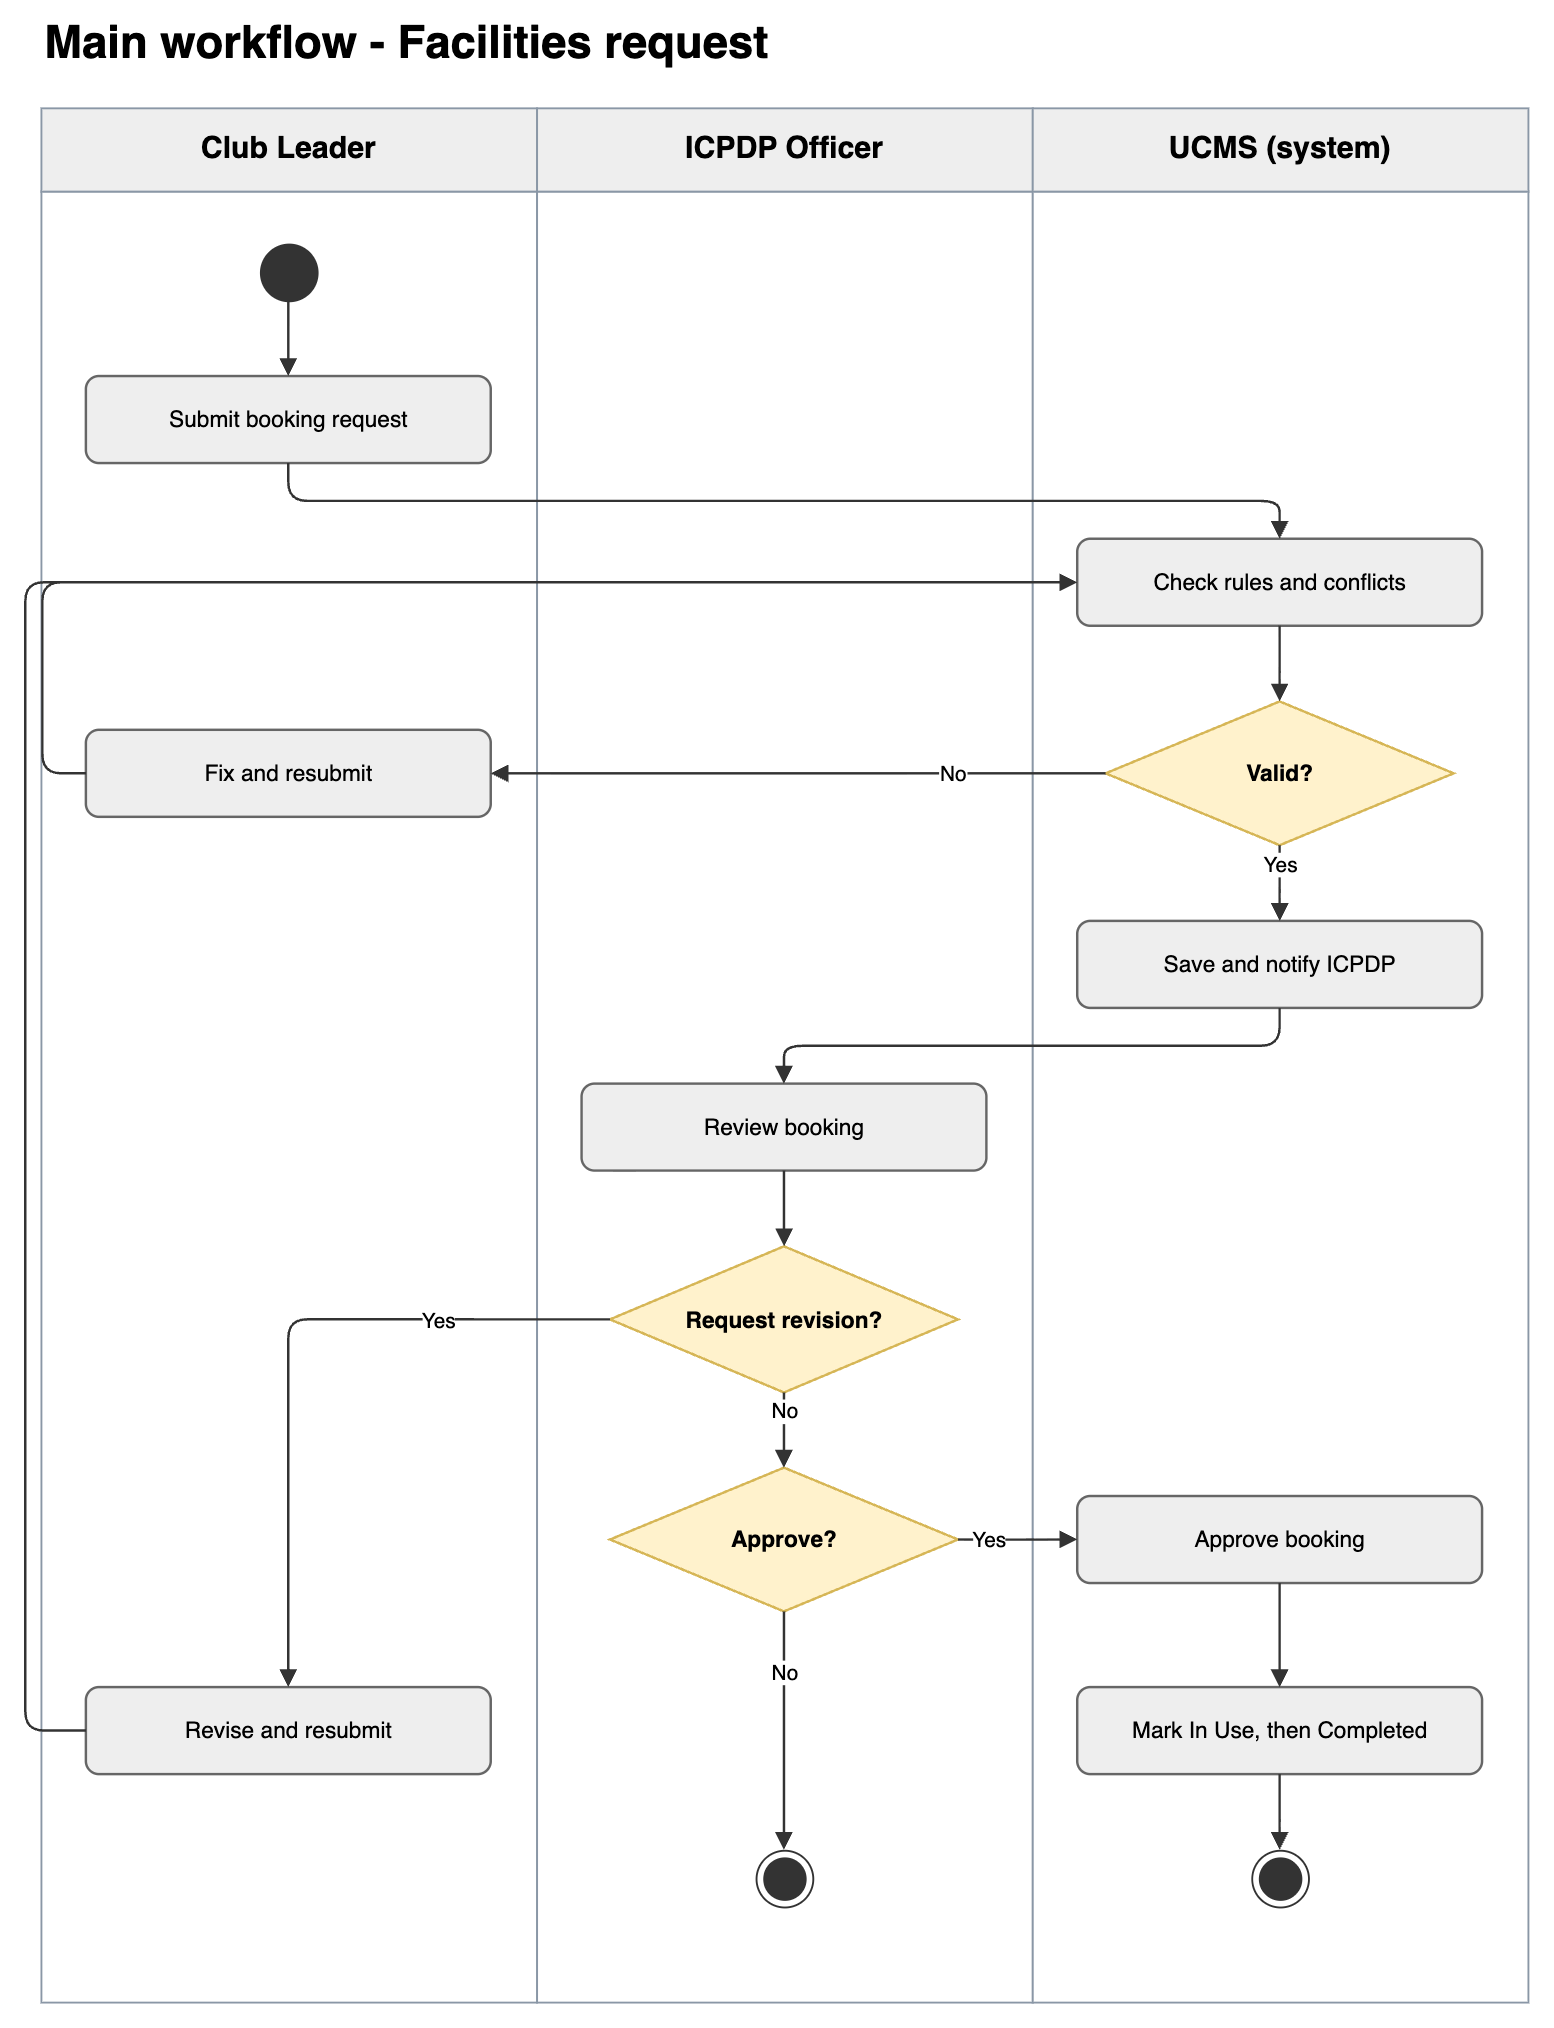 Main workflow - Facilities request
Club Leader
ICPDP Officer
UCMS (system)
Submit booking request
Check rules and conflicts
Fix and resubmit
No
Valid?
Yes
Save and notify ICPDP
Review booking
Yes
Request revision?
No
Approve?
Yes
Approve booking
No
Revise and resubmit
Mark In Use, then Completed